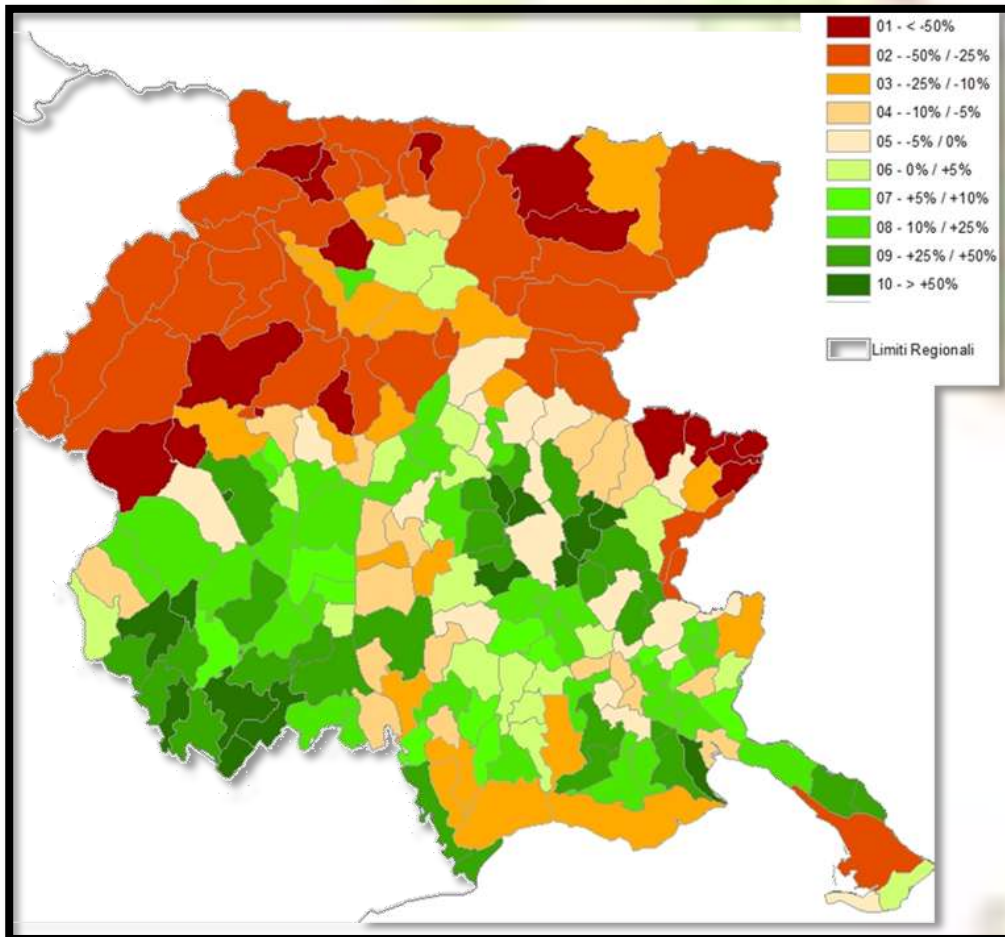 01 - < -50%
02 - -50% / -25%
03 - -25% / -10%
04 - -10% / -5%
05 - -5% / 0%
06 - 0% / +5%
07 - +5% / +10%
08 - 10% / +25%
09 - +25% / +50%
10 - > +50%
Limiti Regionali